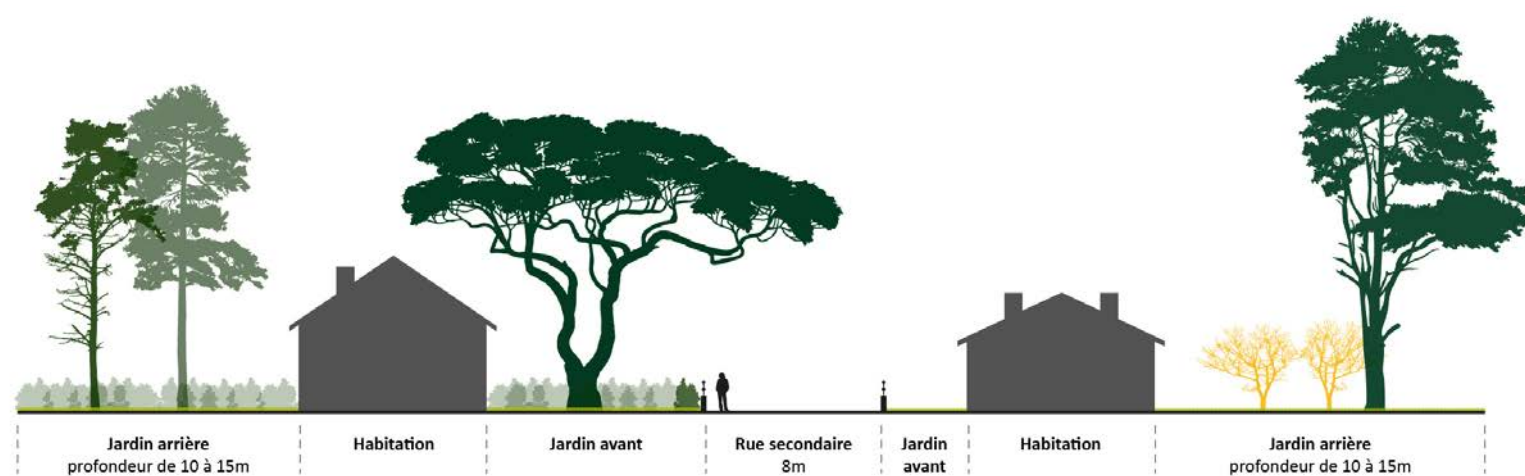 Jardin arrière
profondeur de 10 à 15m
Habitation
Jardin avant
Rue secondaire
8m
Jardin
avant
Habitation
Jardin arrière
profondeur de 10 à 15m